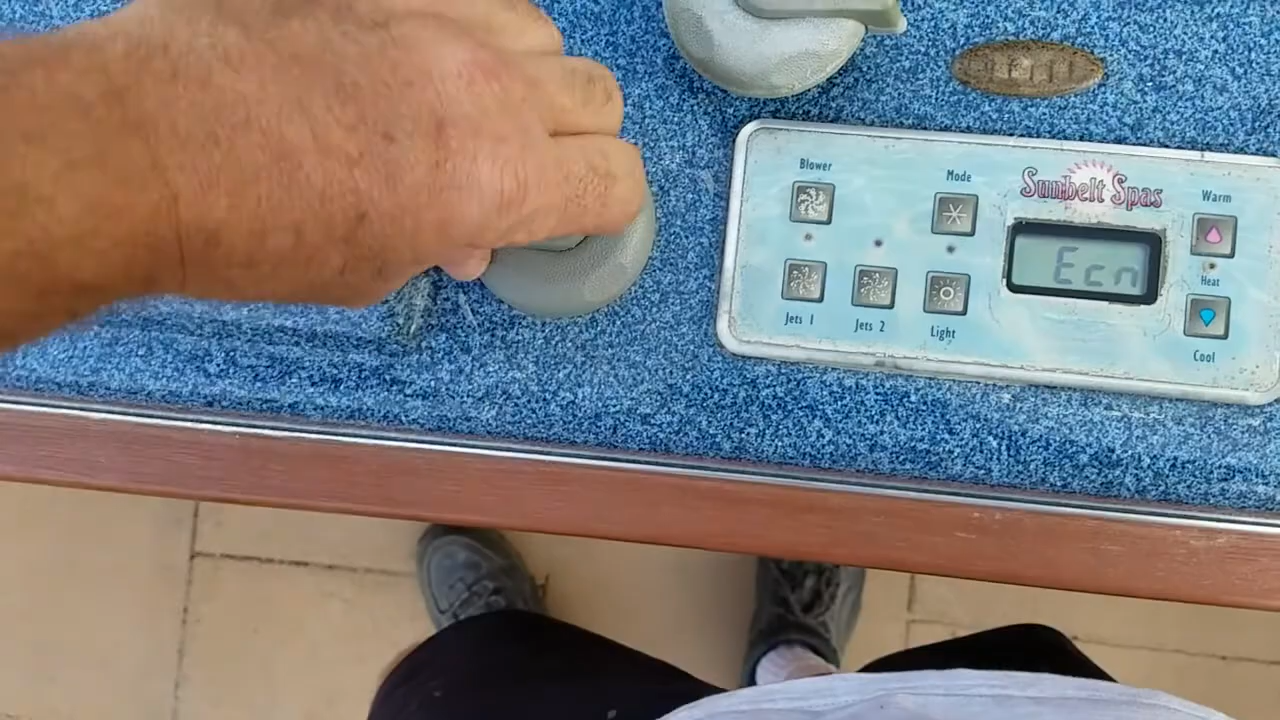 Blower
Mode
Sunbelt Spas
Warm
Ecn
Heat
Jets 1
Jets 2
Light
Cool